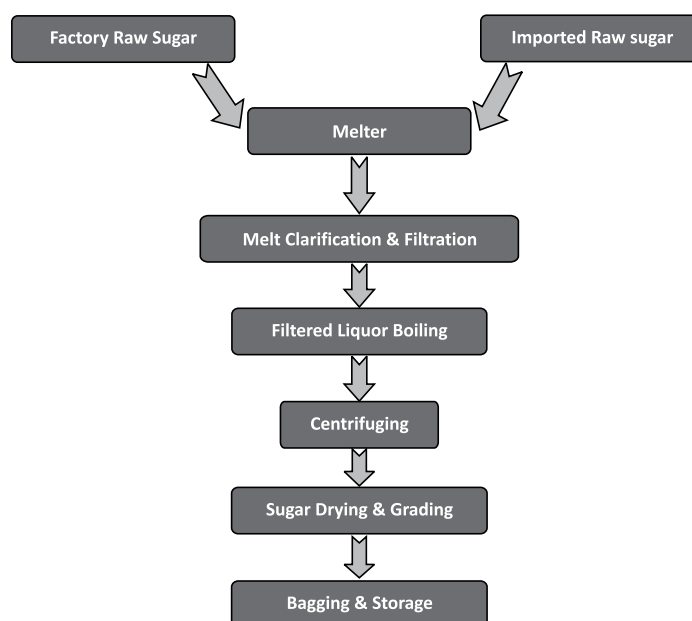 Factory Raw Sugar
Imported Raw sugar
Melter
Melt Clarification & Filtration
Filtered Liquor Boiling
Centrifuging
Sugar Drying & Grading
Bagging & Storage